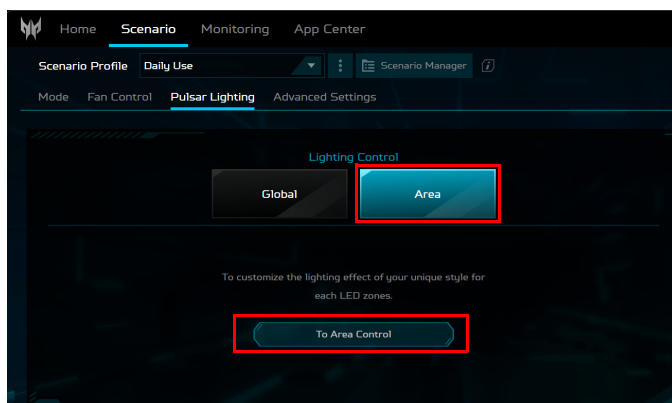 Home Scenario Monitoring App Center
Scenario Profile Daily Use Scenario Manager i
Mode Fan Control Pulsar Lighting Advanced Settings
Lighting Control
Global Area
To customize the lighting effect of your unique style for
each LED zones.
To Area Control